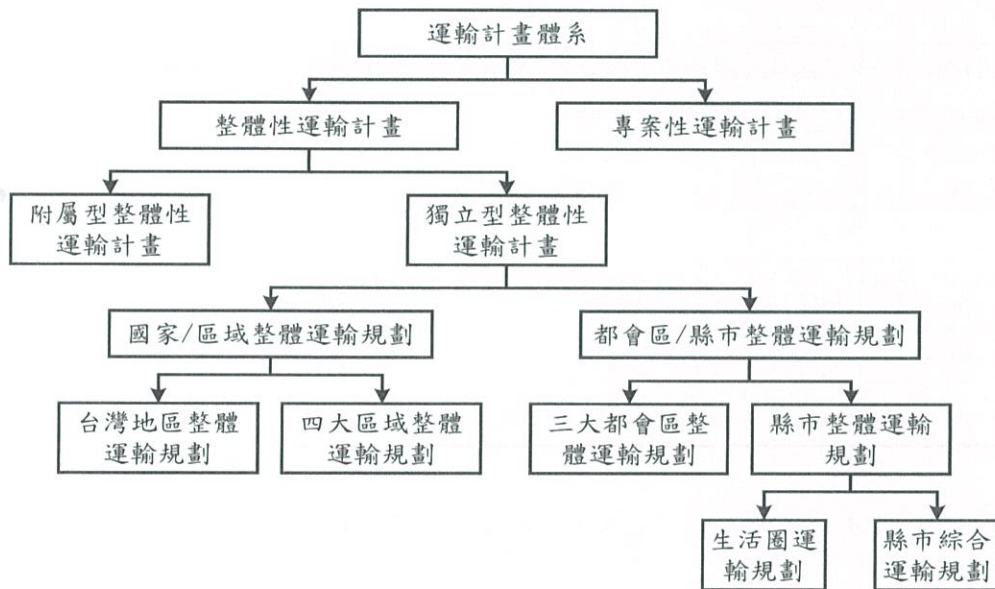 運輸計畫體系
整體性運輸計畫
專案性運輸計畫
附屬型整體性
運輸計畫
獨立型整體性
運輸計畫
國家/區域整體運輸規劃
都會區/縣市整體運輸規劃
台灣地區整體
運輸規劃
四大區域整體
運輸規劃
三大都會區整
體運輸規劃
縣市整體運輸
規劃
生活圈運
輸規劃
縣市綜合
運輸規劃